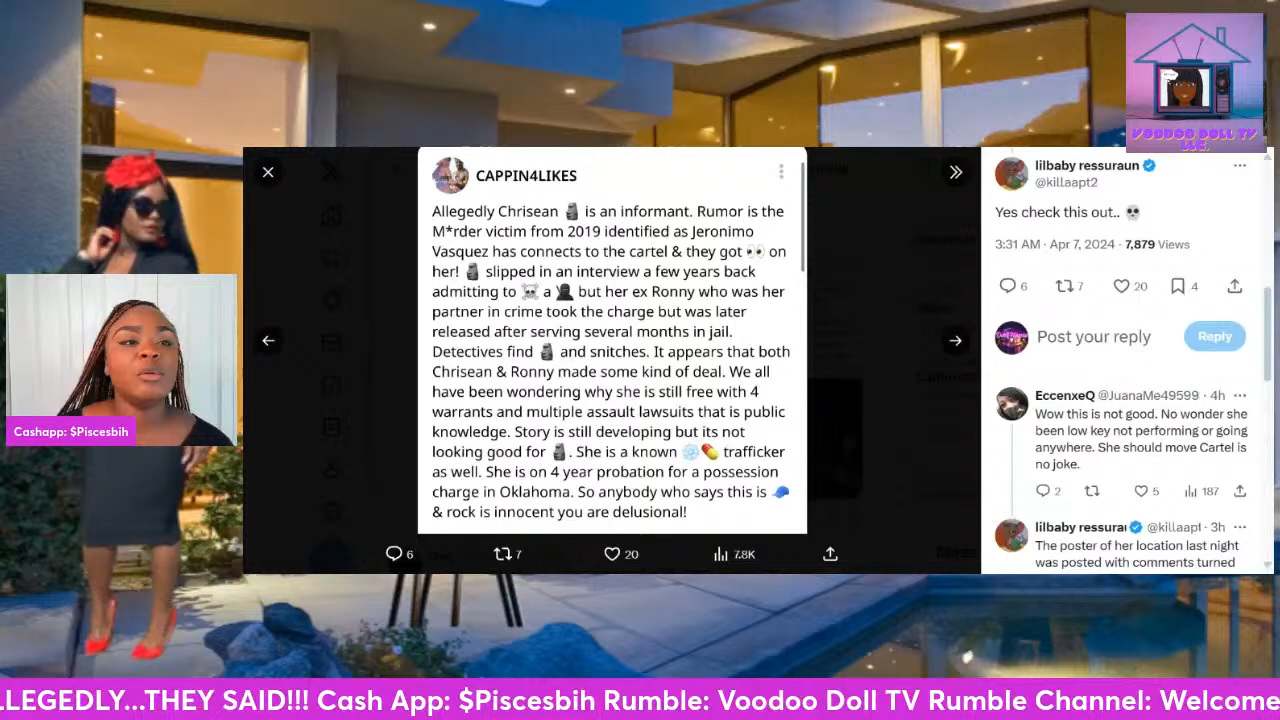 VOODOO DOLL TV
LLC.
CAPPIN4LIKES
Allegedly Chrisean 🗿 is an informant. Rumor is the
M*rder victim from 2019 identified as Jeronimo
Vasquez has connects to the cartel & they got 👀 on
her! 🗿 slipped in an interview a few years back
admitting to ☠️ a 🥷🏿 but her ex Ronny who was her
partner in crime took the charge but was later
released after serving several months in jail.
Detectives find 🗿 and snitches. It appears that both
Chrisean & Ronny made some kind of deal. We all
have been wondering why she is still free with 4
warrants and multiple assault lawsuits that is public
knowledge. Story is still developing but its not
looking good for 🗿. She is a known ❄️💊 trafficker
as well. She is on 4 year probation for a possession
charge in Oklahoma. So anybody who says this is 🧢
& rock is innocent you are delusional!
6 7 20 7.8K
lilbaby ressuraun
@killaapt2
Yes check this out.. 💀
3:31 AM · Apr 7, 2024 · 7,879 Views
6 7 20 4
Post your reply Reply
EccenxeQ @JuanaMe49599 · 4h
Wow this is not good. No wonder she
been low key not performing or going
anywhere. She should move Cartel is
no joke.
2 5 187
lilbaby ressurau @killaapt · 3h
The poster of her location last night
was posted with comments turned
Cashapp: $Piscesbih
LLEGEDLY...THEY SAID!!! Cash App: $Piscesbih Rumble: Voodoo Doll TV Rumble Channel: Welcome